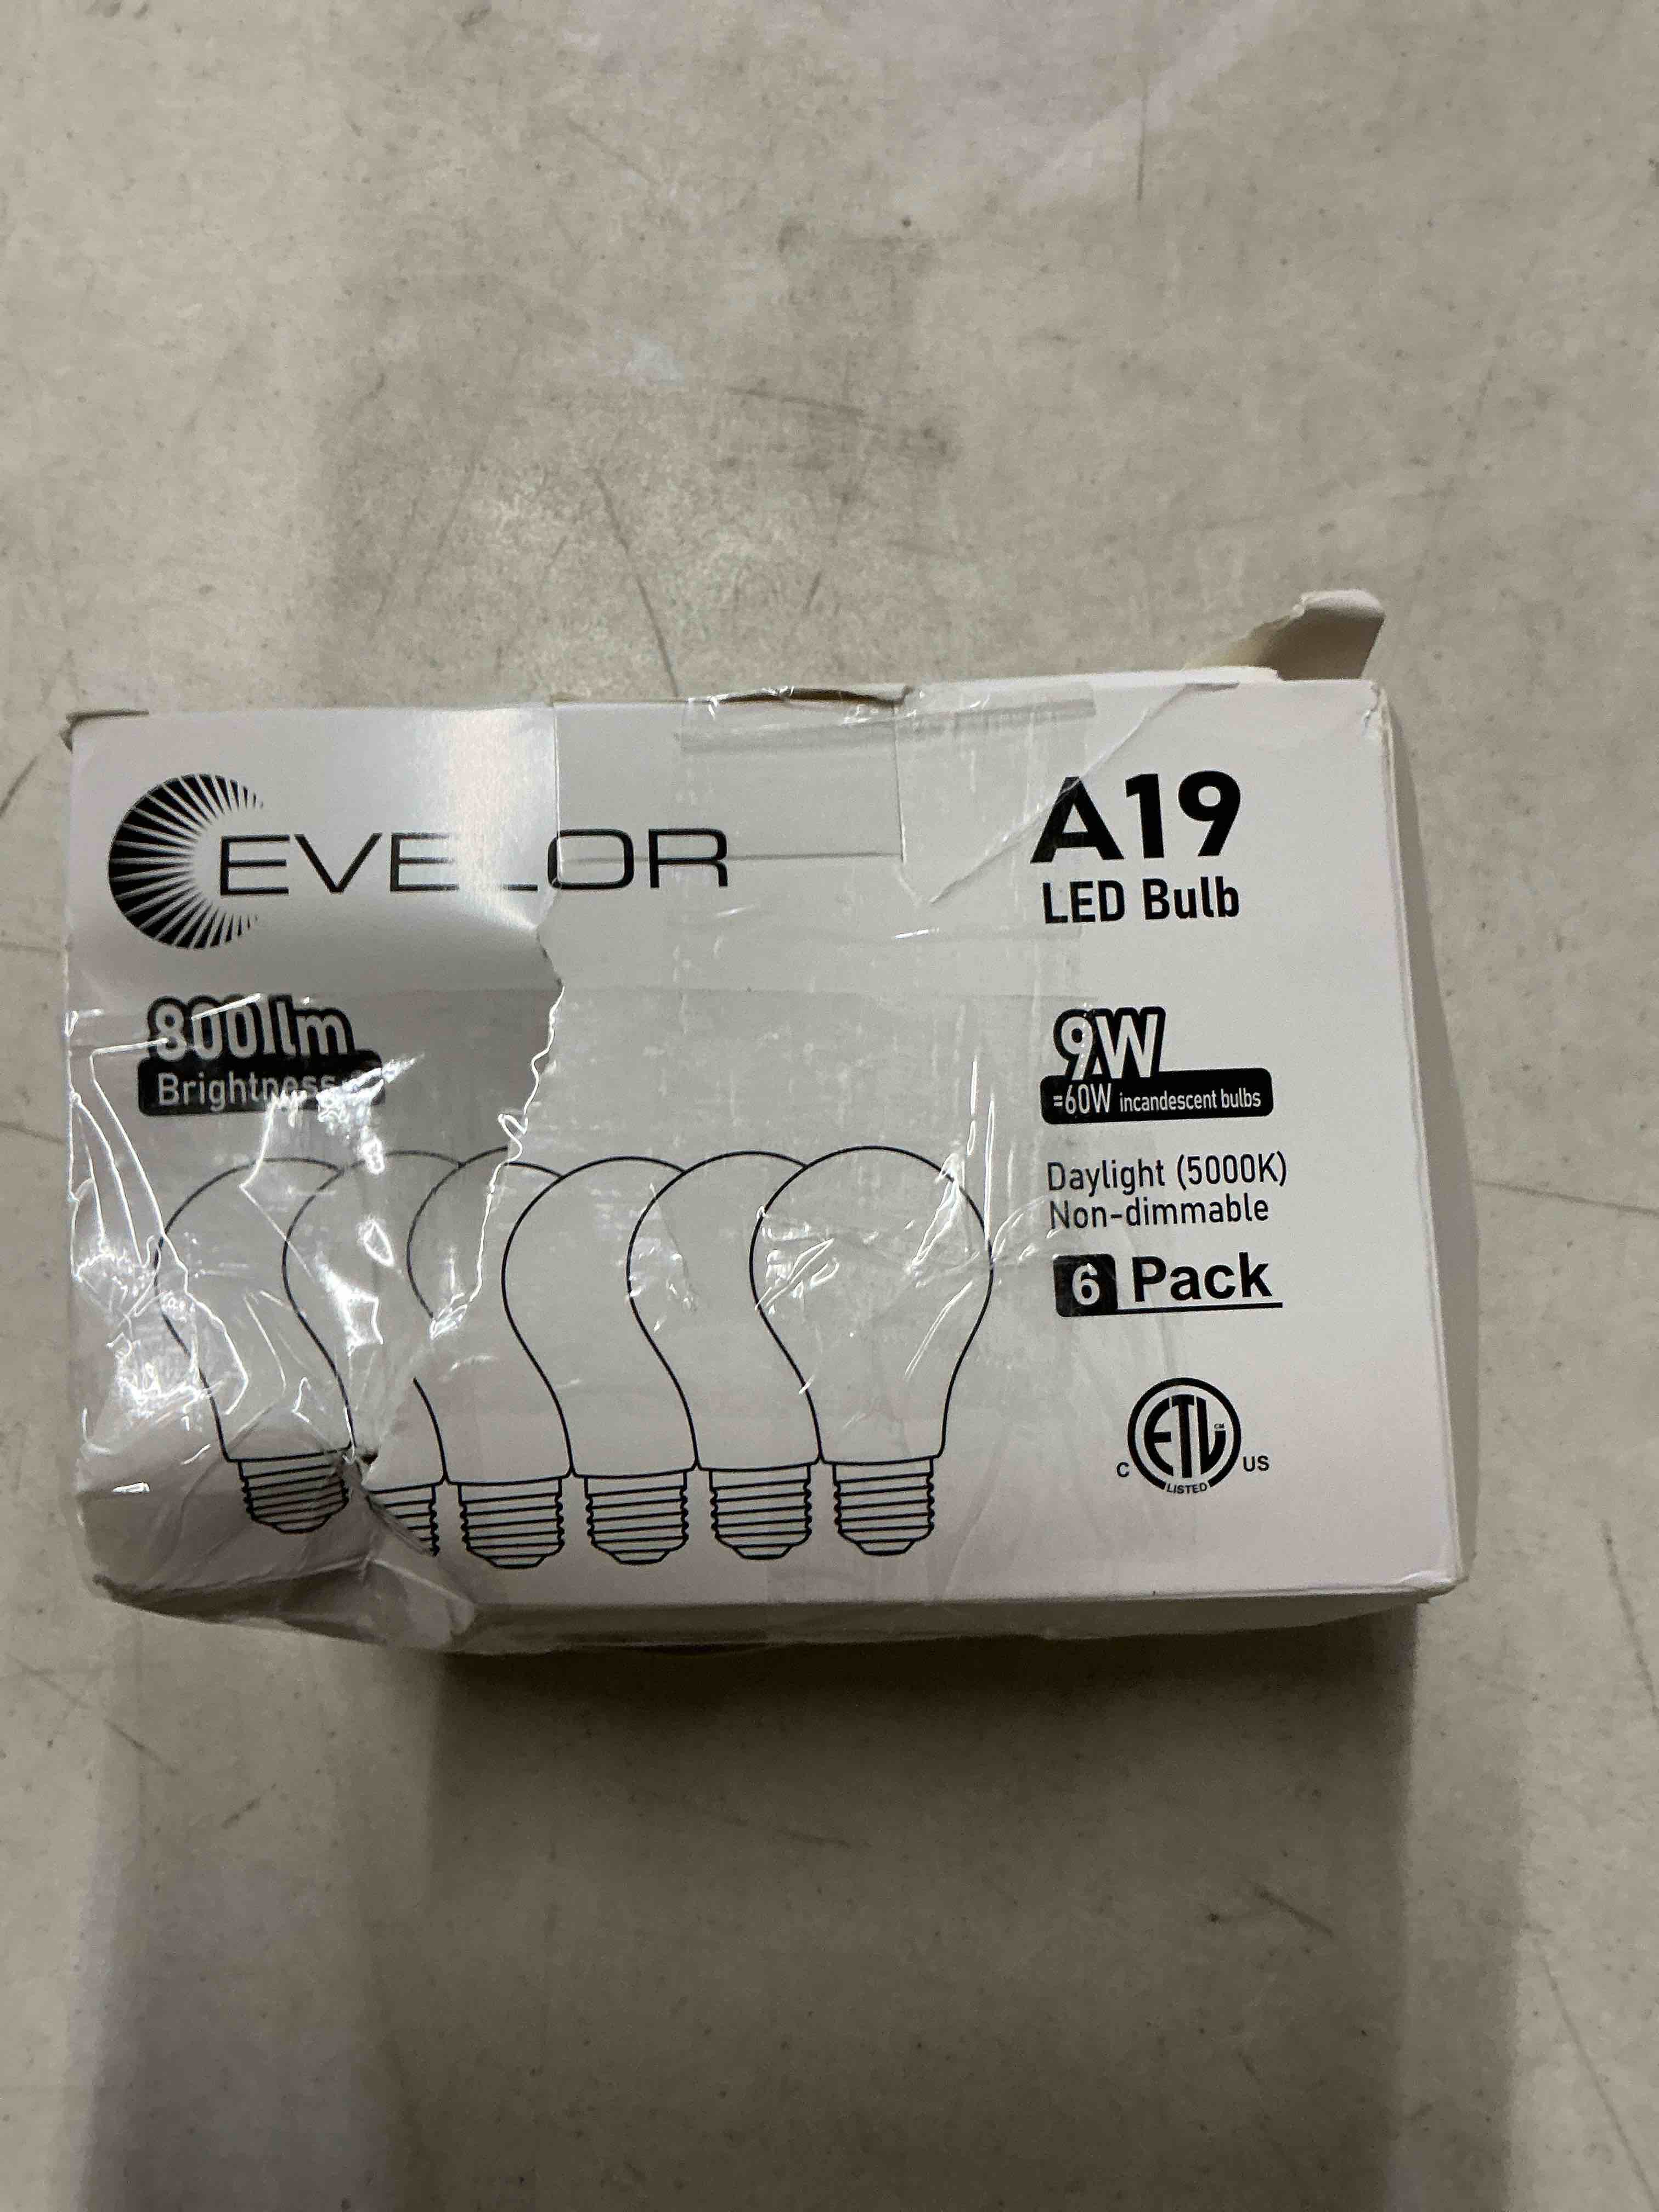 EVELOR
A19
LED Bulb
800lm
Brightness
9W
=60W incandescent bulbs
Daylight (5000K)
Non-dimmable
6 Pack
ETL CM
C US
LISTED